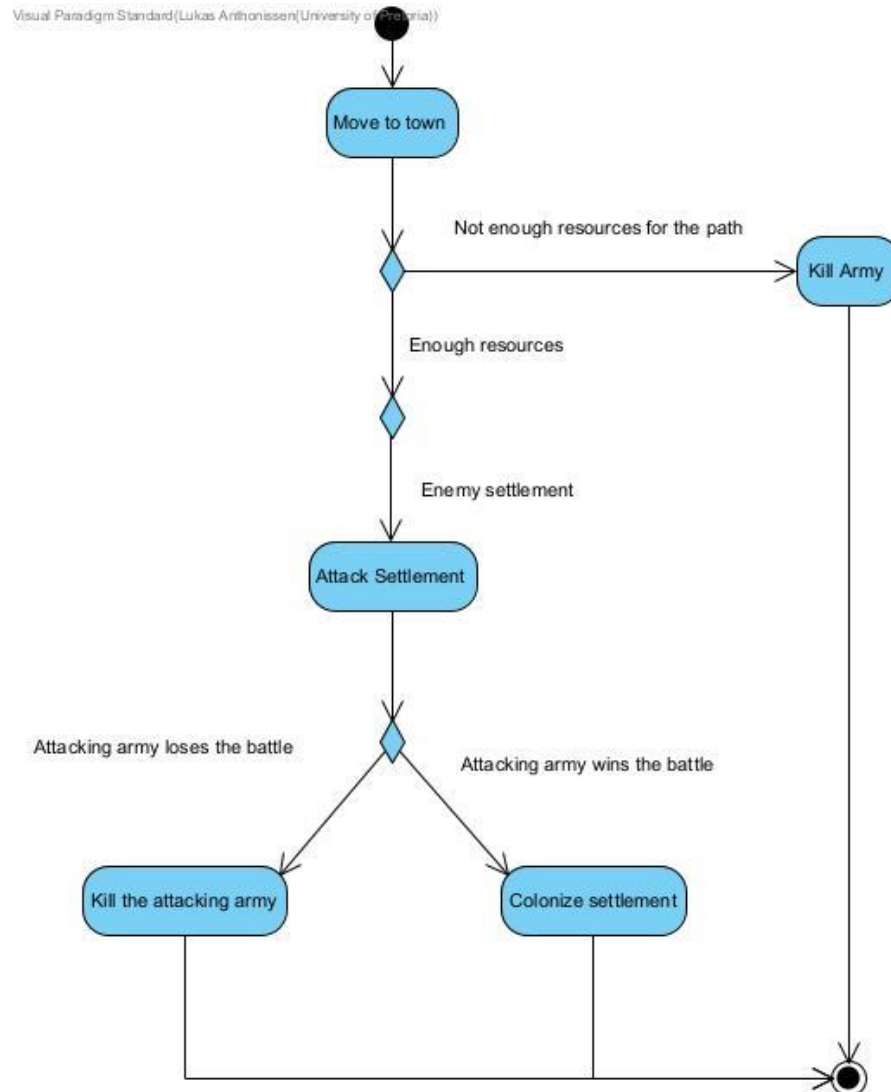 Visual Paradigm Standard(Lukas Anthonissen(University of Pretoria))
Move to town
Not enough resources for the path
Kill Army
Enough resources
Enemy settlement
Attack Settlement
Attacking army loses the battle
Attacking army wins the battle
Kill the attacking army
Colonize settlement